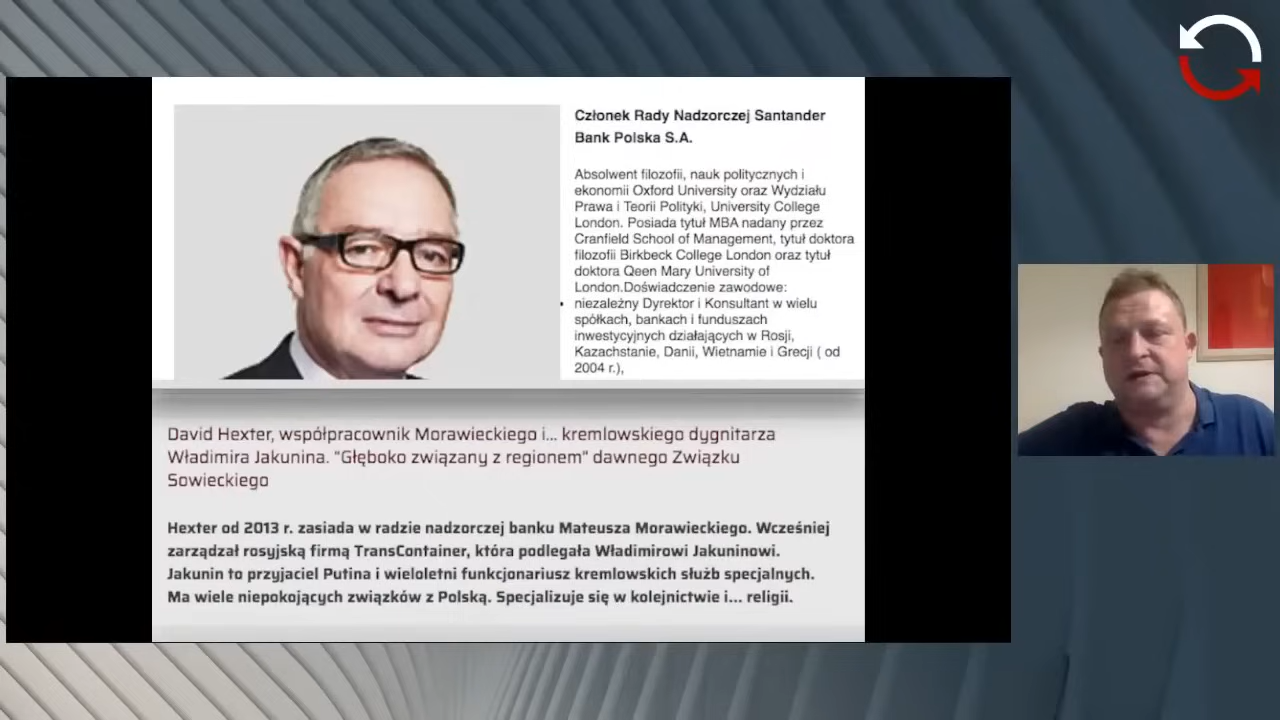 Członek Rady Nadzorczej Santander
Bank Polska S.A.
Absolwent filozofii, nauk politycznych i
ekonomii Oxford University oraz Wydziału
Prawa i Teorii Polityki, University College
London. Posiada tytuł MBA nadany przez
Cranfield School of Management, tytuł doktora
filozofii Birkbeck College London oraz tytuł
doktora Qeen Mary University of
London.Doświadczenie zawodowe:
• niezależny Dyrektor i Konsultant w wielu
spółkach, bankach i funduszach
inwestycyjnych działających w Rosji,
Kazachstanie, Danii, Wietnamie i Grecji ( od
2004 r.),
David Hexter, współpracownik Morawieckiego i... kremlowskiego dygnitarza
Władimira Jakunina. "Głęboko związany z regionem" dawnego Związku
Sowieckiego
Hexter od 2013 r. zasiada w radzie nadzorczej banku Mateusza Morawieckiego. Wcześniej
zarządzał rosyjską firmą TransContainer, która podlegała Władimirowi Jakuninowi.
Jakunin to przyjaciel Putina i wieloletni funkcjonariusz kremlowskich służb specjalnych.
Ma wiele niepokojących związków z Polską. Specjalizuje się w kolejnictwie i... religii.